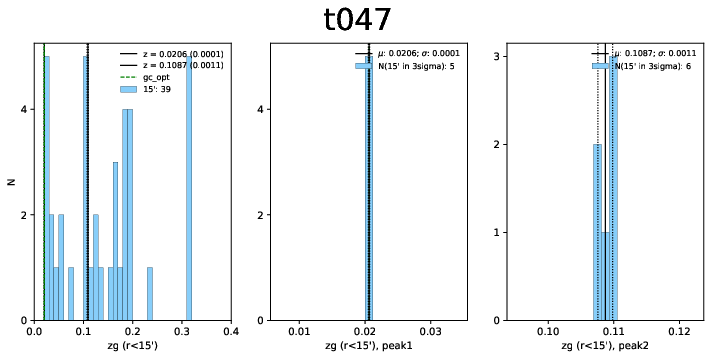 t047
z = 0.0206 (0.0001)
z = 0.1087 (0.0011)
gc_opt
15': 39
N
0
2
4
0.0
0.1
0.2
0.3
0.4
zg (r<15')
μ: 0.0206; σ: 0.0001
N(15' in 3sigma): 5
0
2
4
0.01
0.02
0.03
zg (r<15'), peak1
μ: 0.1087; σ: 0.0011
N(15' in 3sigma): 6
0
1
2
3
0.10
0.11
0.12
zg (r<15'), peak2